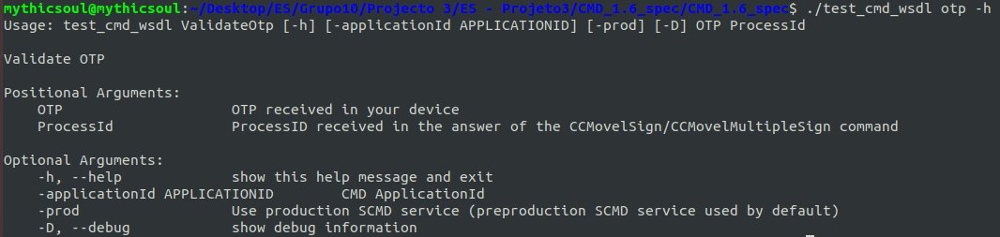 mythicsoul@mythicsoul:~/Desktop/ES/Grupo10/Projecto 3/ES - Projeto3/CMD_1.6_spec/CMD_1.6_spec$ ./test_cmd_wsdl otp -h
Usage: test_cmd_wsdl ValidateOtp [-h] [-applicationId APPLICATIONID] [-prod] [-D] OTP ProcessId
Validate OTP
Positional Arguments:
OTP                    OTP received in your device
ProcessId              ProcessID received in the answer of the CCMovelSign/CCMovelMultipleSign command
Optional Arguments:
-h, --help             show this help message and exit
-applicationId APPLICATIONID        CMD ApplicationId
-prod                  Use production SCMD service (preproduction SCMD service used by default)
-D, --debug            show debug information